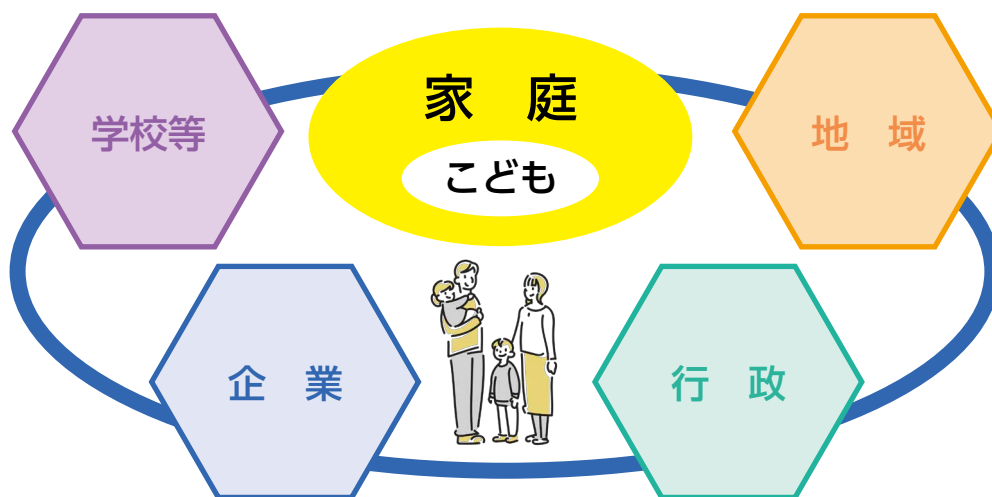 家　庭
こども
学校等
地　域
企　業
行　政